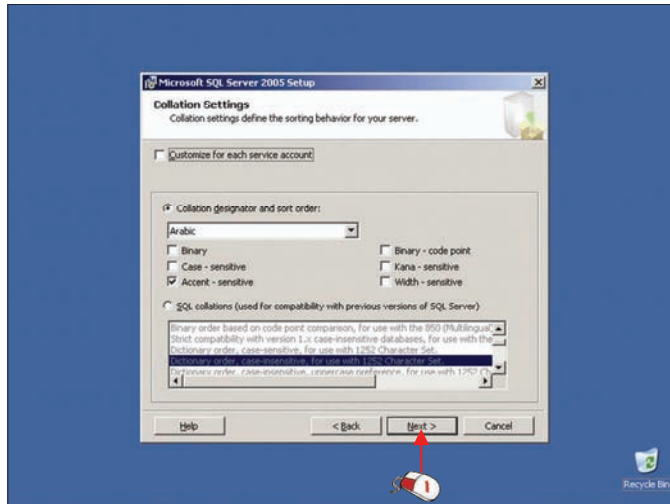 Microsoft SQL Server 2005 Setup
Collation Settings
Collation settings define the sorting behavior for your server.
Customize for each service account
Collation designator and sort order:
Arabic
Binary
Binary - code point
Case - sensitive
Kana - sensitive
Accent - sensitive
Width - sensitive
SQL collations (used for compatibility with previous versions of SQL Server)
Binary order based on code point comparison, for use with the 850 (Multilingual)
Strict compatibility with version 1.x case-insensitive databases, for use with the
Dictionary order, case-sensitive, for use with 1252 Character Set.
Dictionary order, case-insensitive, for use with 1252 Character Set.
Dictionary order, case-insensitive, uppercase preference, for use with 1252 Ch
Help
< Back
Next >
Cancel
1
Recycle Bin